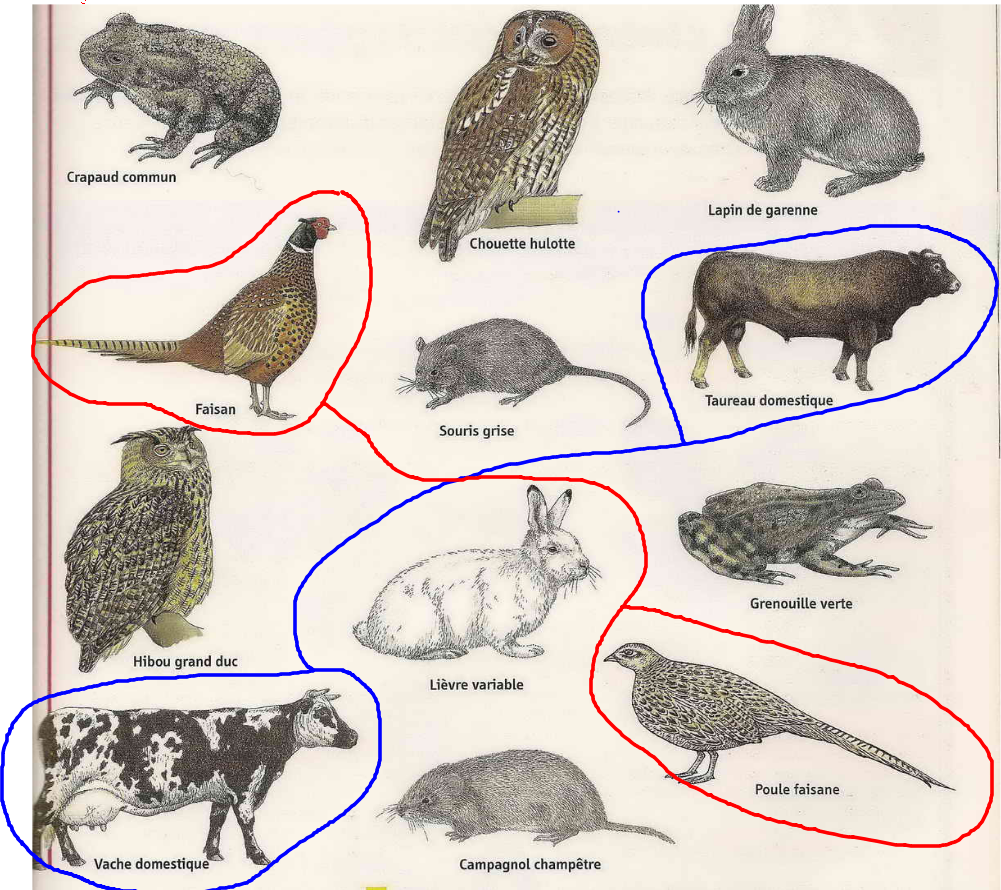 Crapaud commun
Chouette hulotte
Lapin de garenne
Faisan
Souris grise
Taureau domestique
Hibou grand duc
Lièvre variable
Grenouille verte
Vache domestique
Campagnol champêtre
Poule faisane